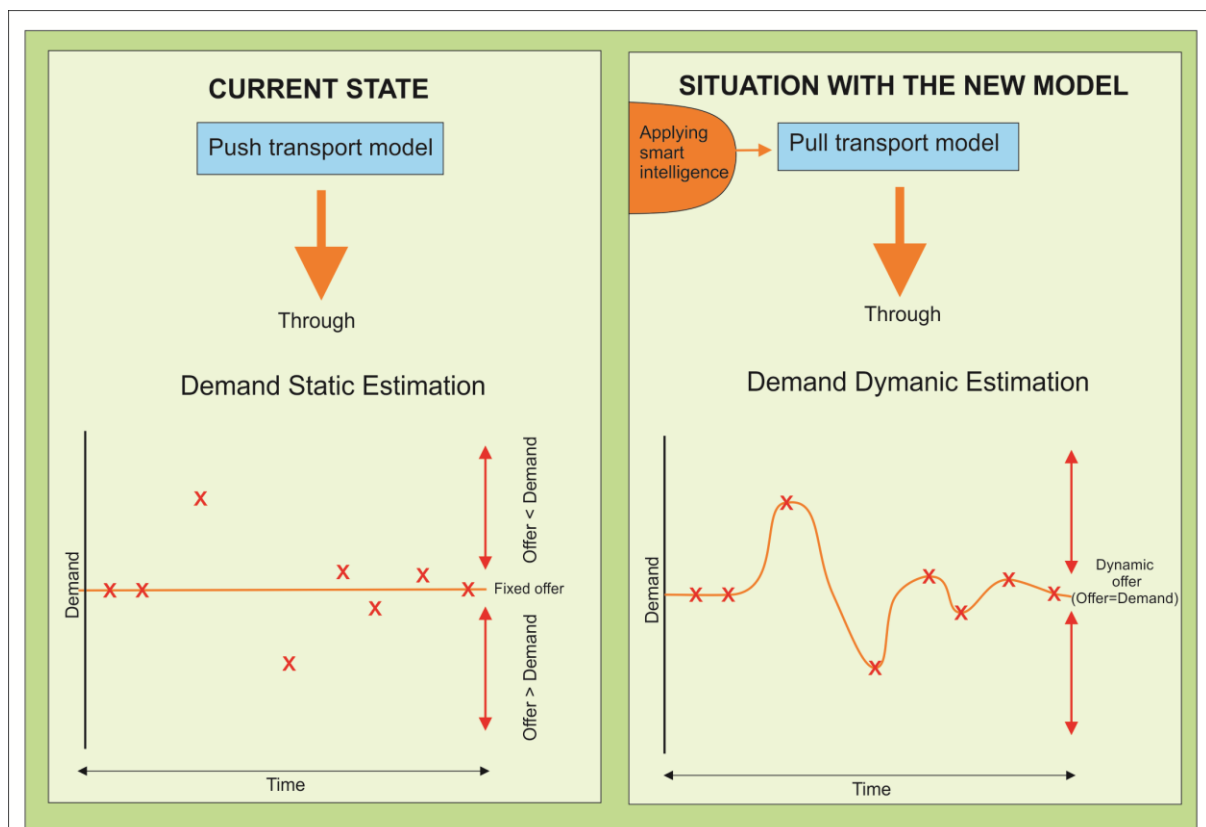 CURRENT STATE
Push transport model
Through
Demand Static Estimation
Demand
X
X
X
X
X
X
X
X
Offer < Demand
Fixed offer
Offer > Demand
Time
SITUATION WITH THE NEW MODEL
Applying
smart
intelligence
Pull transport model
Through
Demand Dymanic Estimation
Demand
X
X
X
X
X
X
X
X
Dynamic
offer
(Offer=Demand)
Time